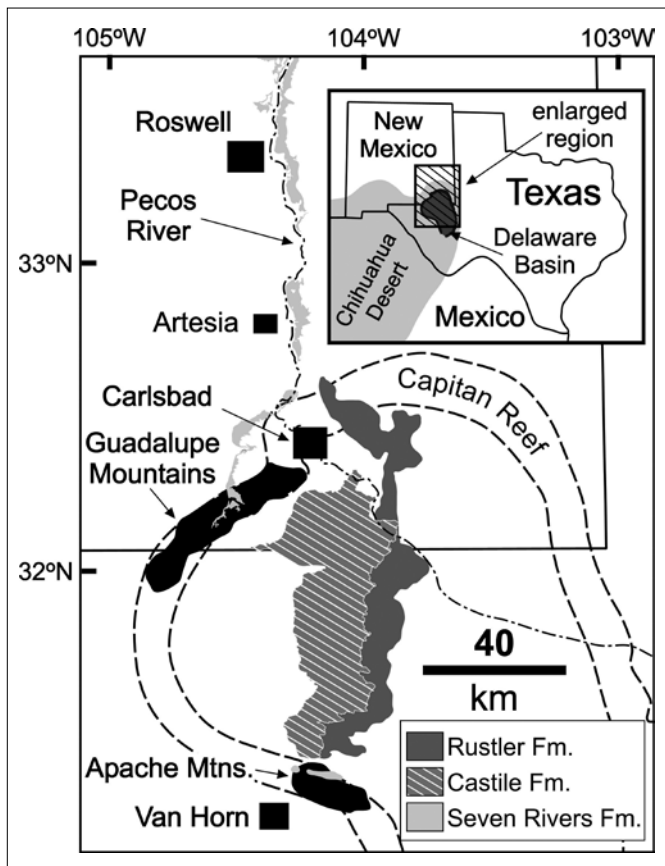 105ºW
104ºW
103ºW
Roswell
Pecos
River
33ºN
Artesia
Carlsbad
Guadalupe
Mountains
32ºN
Apache Mtns.
Van Horn
Capitan Reef
New
Mexico
enlarged
region
Texas
Delaware
Basin
Chihuahua
Desert
Mexico
40
km
Rustler Fm.
Castile Fm.
Seven Rivers Fm.